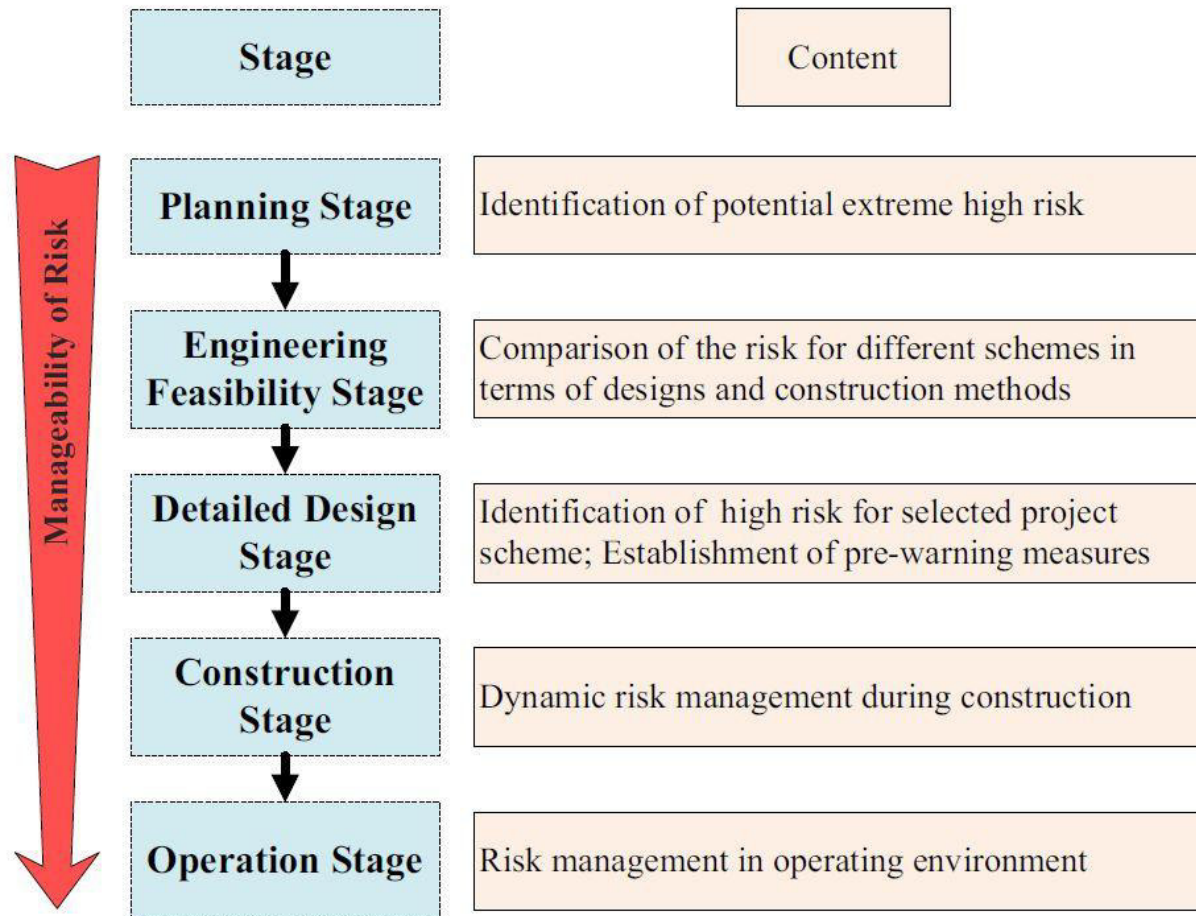 Stage
Content
Manageability of Risk
Planning Stage
Identification of potential extreme high risk
Engineering
Feasibility Stage
Comparison of the risk for different schemes in
terms of designs and construction methods
Detailed Design
Stage
Identification of high risk for selected project
scheme; Establishment of pre-warning measures
Construction
Stage
Dynamic risk management during construction
Operation Stage
Risk management in operating environment